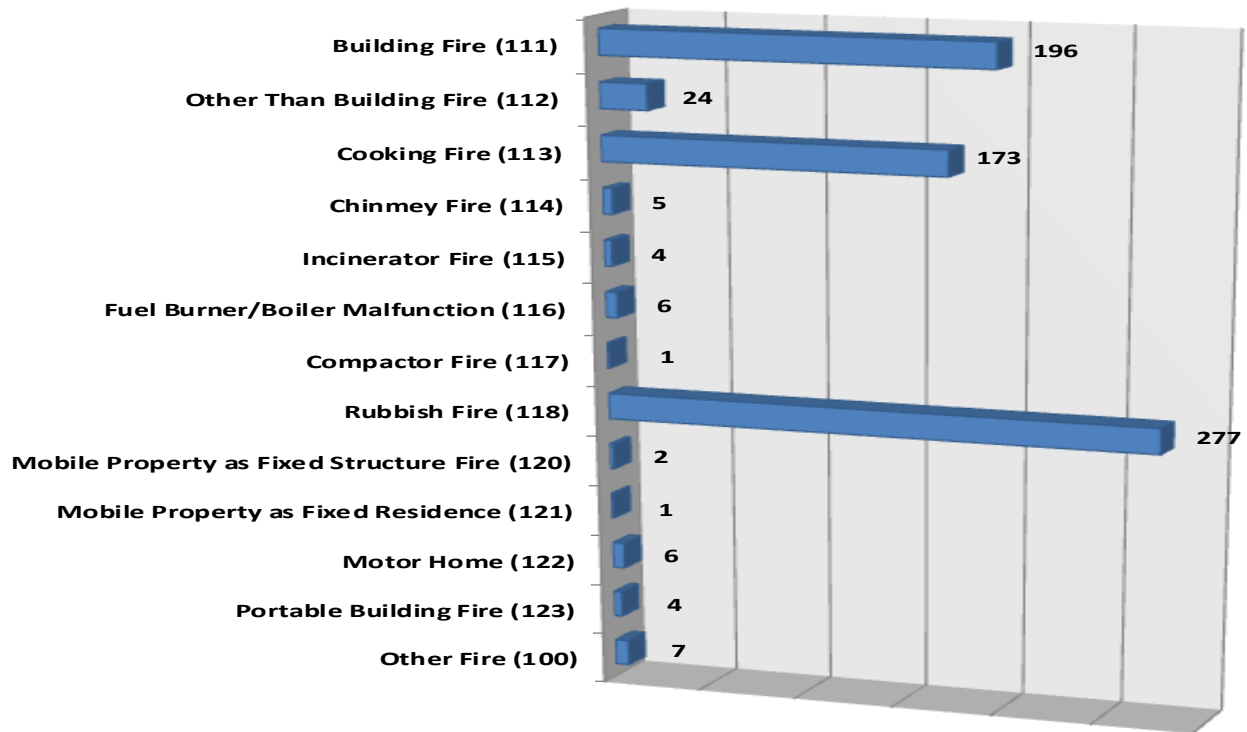 Building Fire (111) 196
Other Than Building Fire (112) 24
Cooking Fire (113) 173
Chinmey Fire (114) 5
Incinerator Fire (115) 4
Fuel Burner/Boiler Malfunction (116) 6
Compactor Fire (117) 1
Rubbish Fire (118) 277
Mobile Property as Fixed Structure Fire (120) 2
Mobile Property as Fixed Residence (121) 1
Motor Home (122) 6
Portable Building Fire (123) 4
Other Fire (100) 7